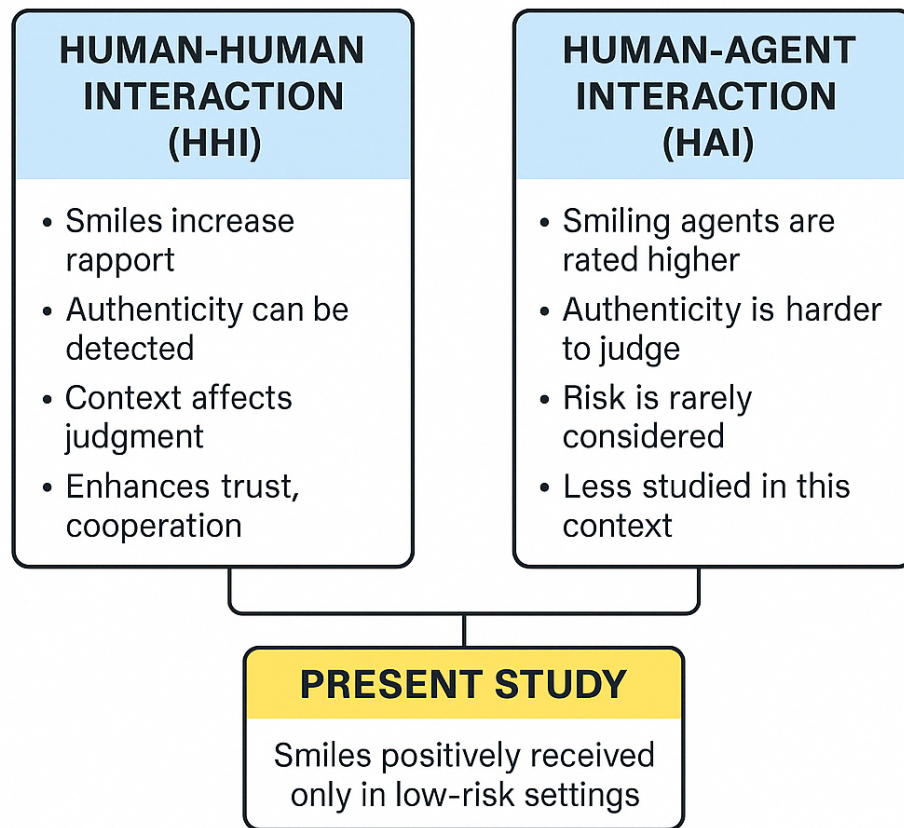 HUMAN-HUMAN
INTERACTION
(HHI)
• Smiles increase
rapport
• Authenticity can be
detected
• Context affects
judgment
• Enhances trust,
cooperation
HUMAN-AGENT
INTERACTION
(HAI)
• Smiling agents are
rated higher
• Authenticity is harder
to judge
• Risk is rarely
considered
• Less studied in this
context
PRESENT STUDY
Smiles positively received
only in low-risk settings